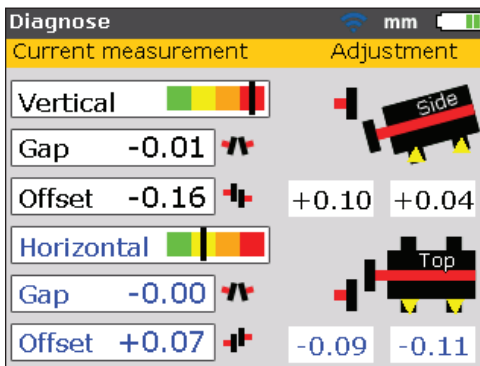 Diagnose mm
Current measurement Adjustment
Vertical
Side
Gap -0.01
Offset -0.16 +0.10 +0.04
Horizontal
Top
Gap -0.00
Offset +0.07 -0.09 -0.11